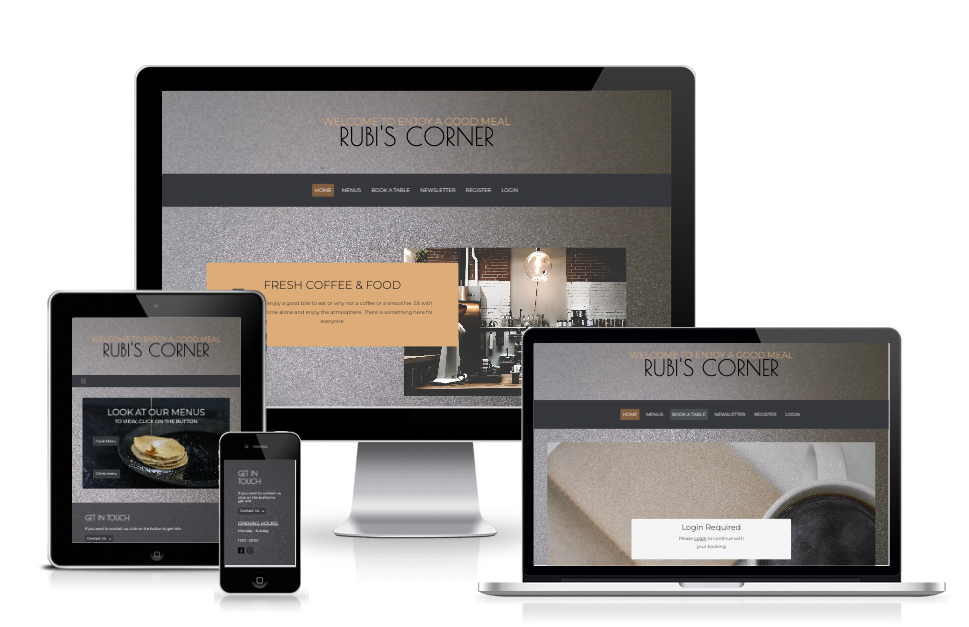 WELCOME TO ENJOY A GOOD MEAL
RUBI'S CORNER
HOME MENUS BOOK A TABLE NEWSLETTER REGISTER LOGIN
FRESH COFFEE & FOOD
enjoy a good bite to eat or why not a coffee or a smoothie. Sit with
ome alone and enjoy the atmosphere. There is something here for
everyone.
WELCOME TO ENJOY A GOOD MEAL
RUBI'S CORNER
LOOK AT OUR MENUS
TO VIEW, CLICK ON THE BUTTON
Food Menu
Drink menu
GET IN TOUCH
If you want to contact us click on the button to get info
Contact Us
GET IN
TOUCH
If you want to contact us
click on the button to
get info
Contact Us
OPENING HOURS:
Monday - Sunday
11:00 - 22:00
WELCOME TO ENJOY A GOOD MEAL
RUBI'S CORNER
HOME MENUS BOOK A TABLE NEWSLETTER REGISTER LOGIN
Login Required
Please Login to continue with
your booking